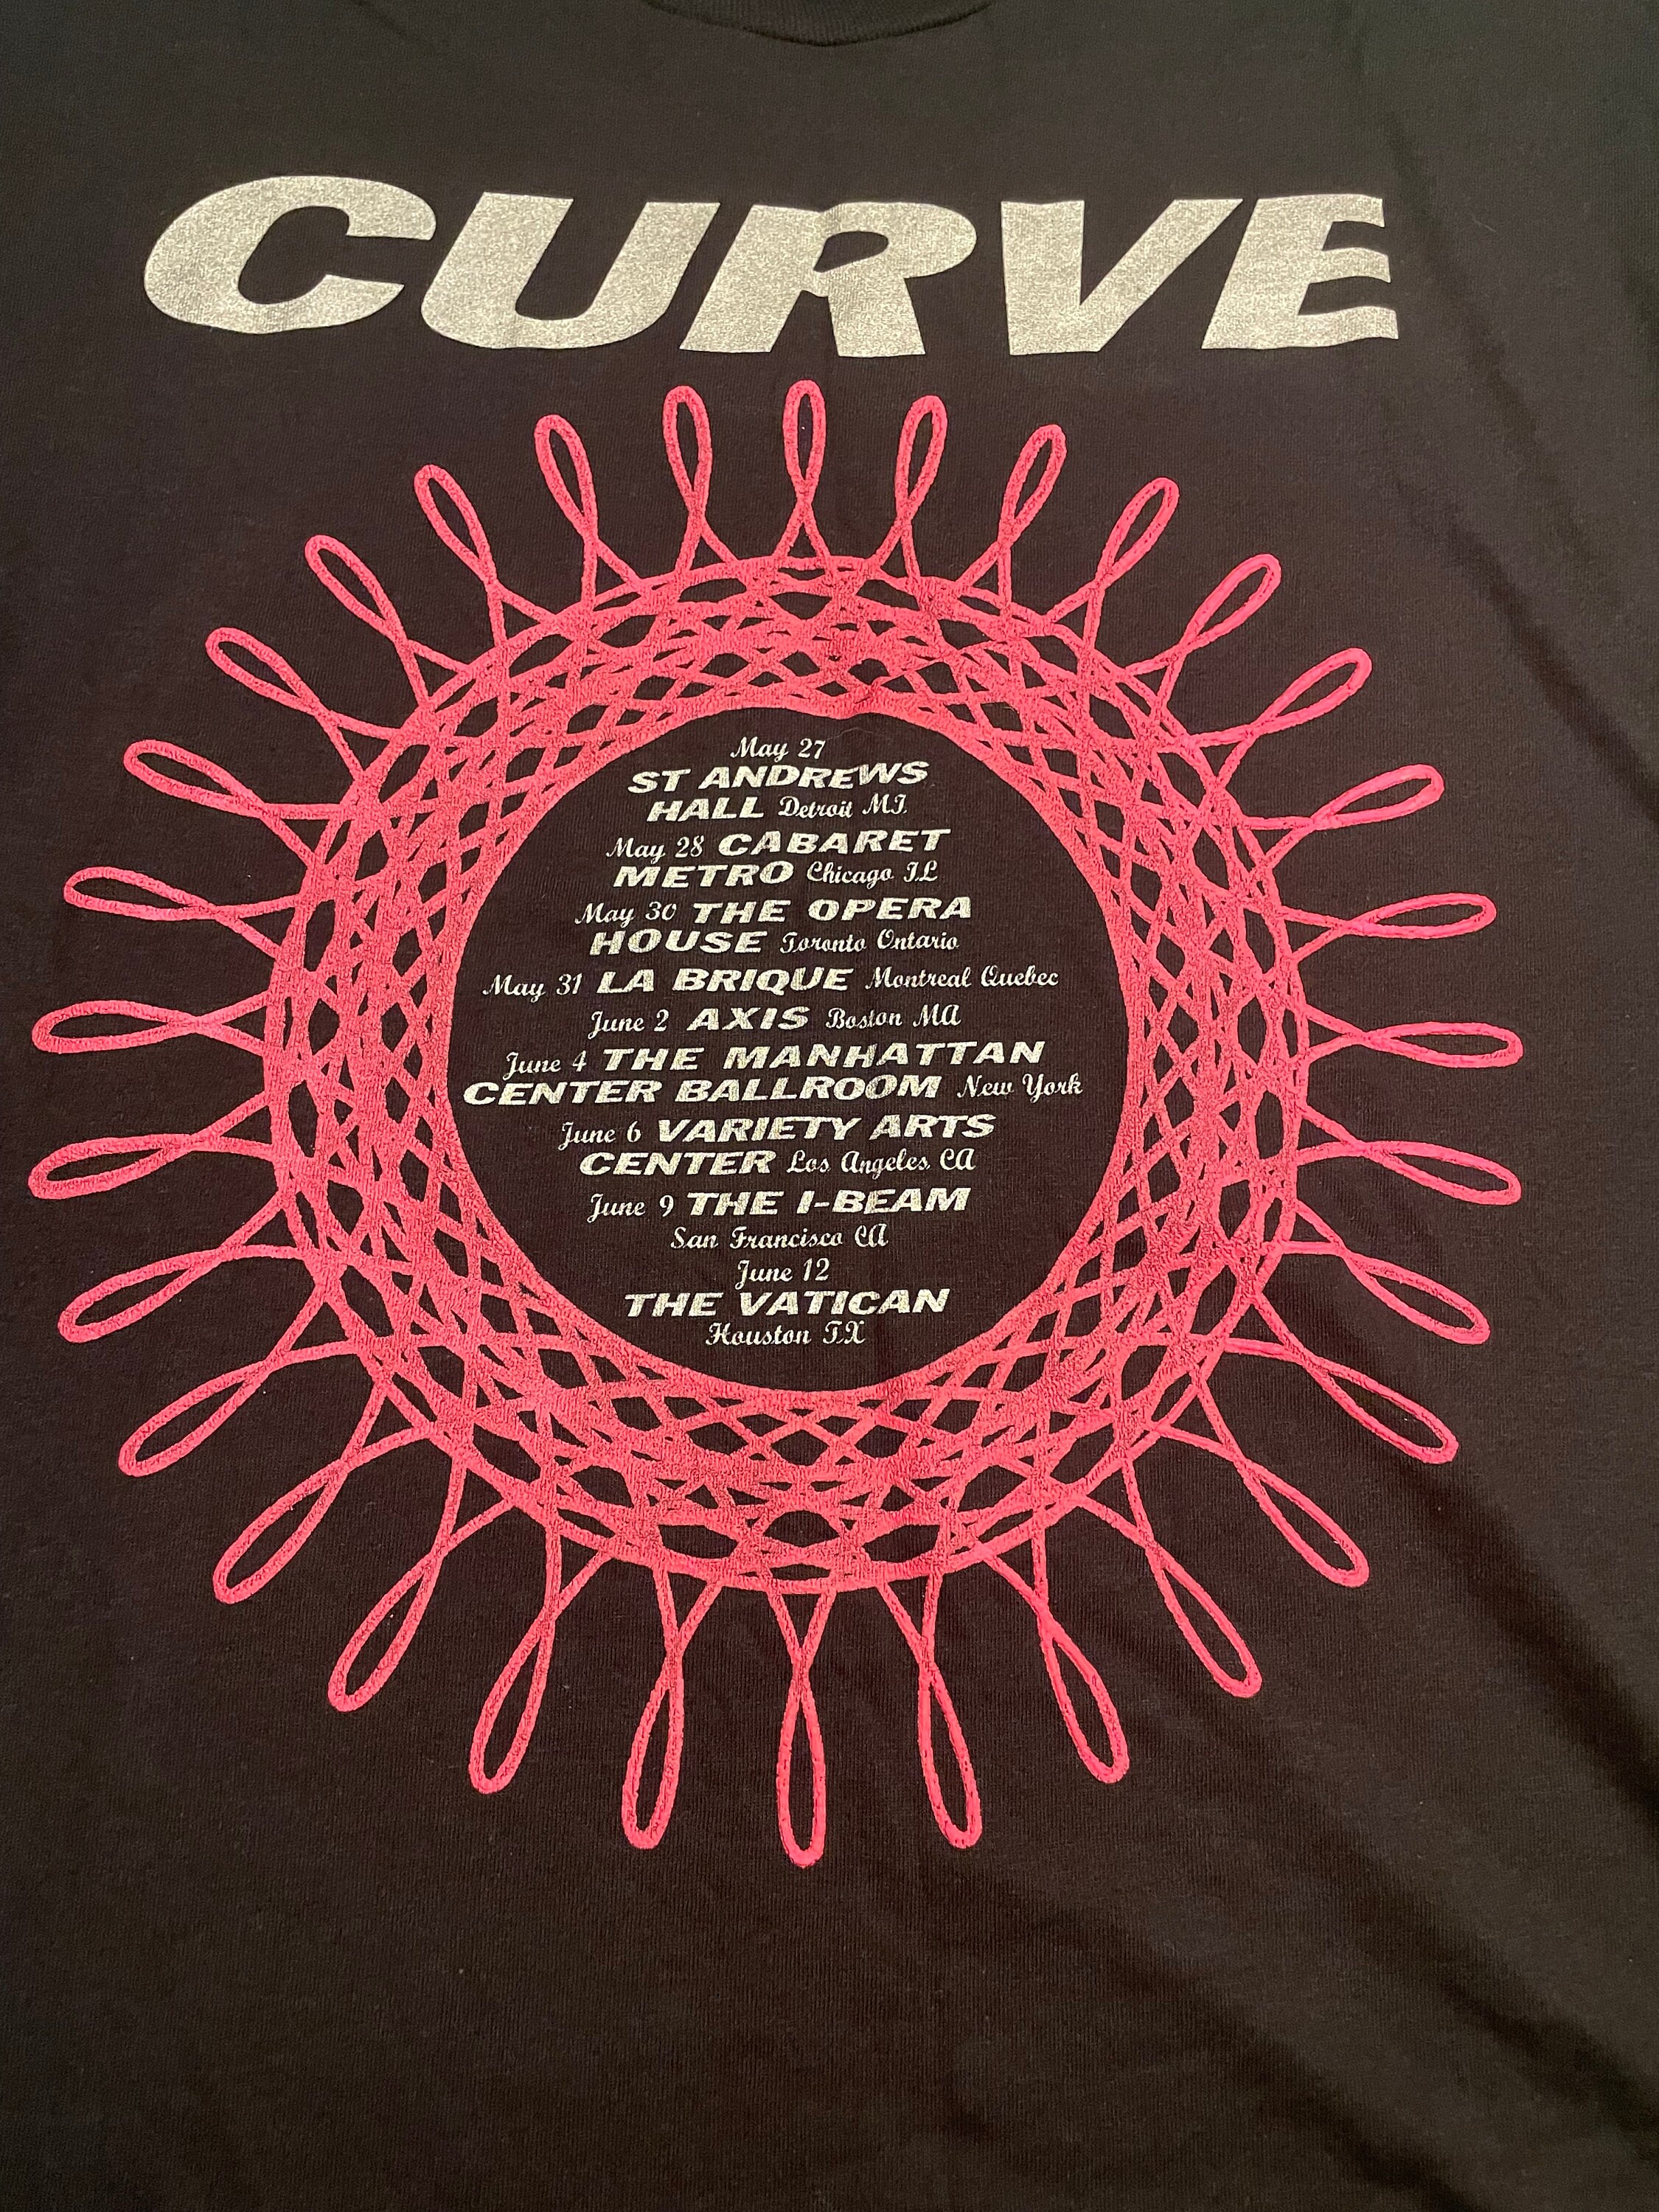 CURVE
May 27
ST ANDREWS
HALL Detroit MI.
May 28 CABARET
METRO Chicago IL
May 30 THE OPERA
HOUSE Toronto Ontario
May 31 LA BRIQUE Montreal Quebec
June 2 AXIS Boston MA
June 4 THE MANHATTAN
CENTER BALLROOM New York
June 6 VARIETY ARTS
CENTER Los Angeles CA
June 9 THE I-BEAM
San Francisco CA
June 12
THE VATICAN
Houston TX